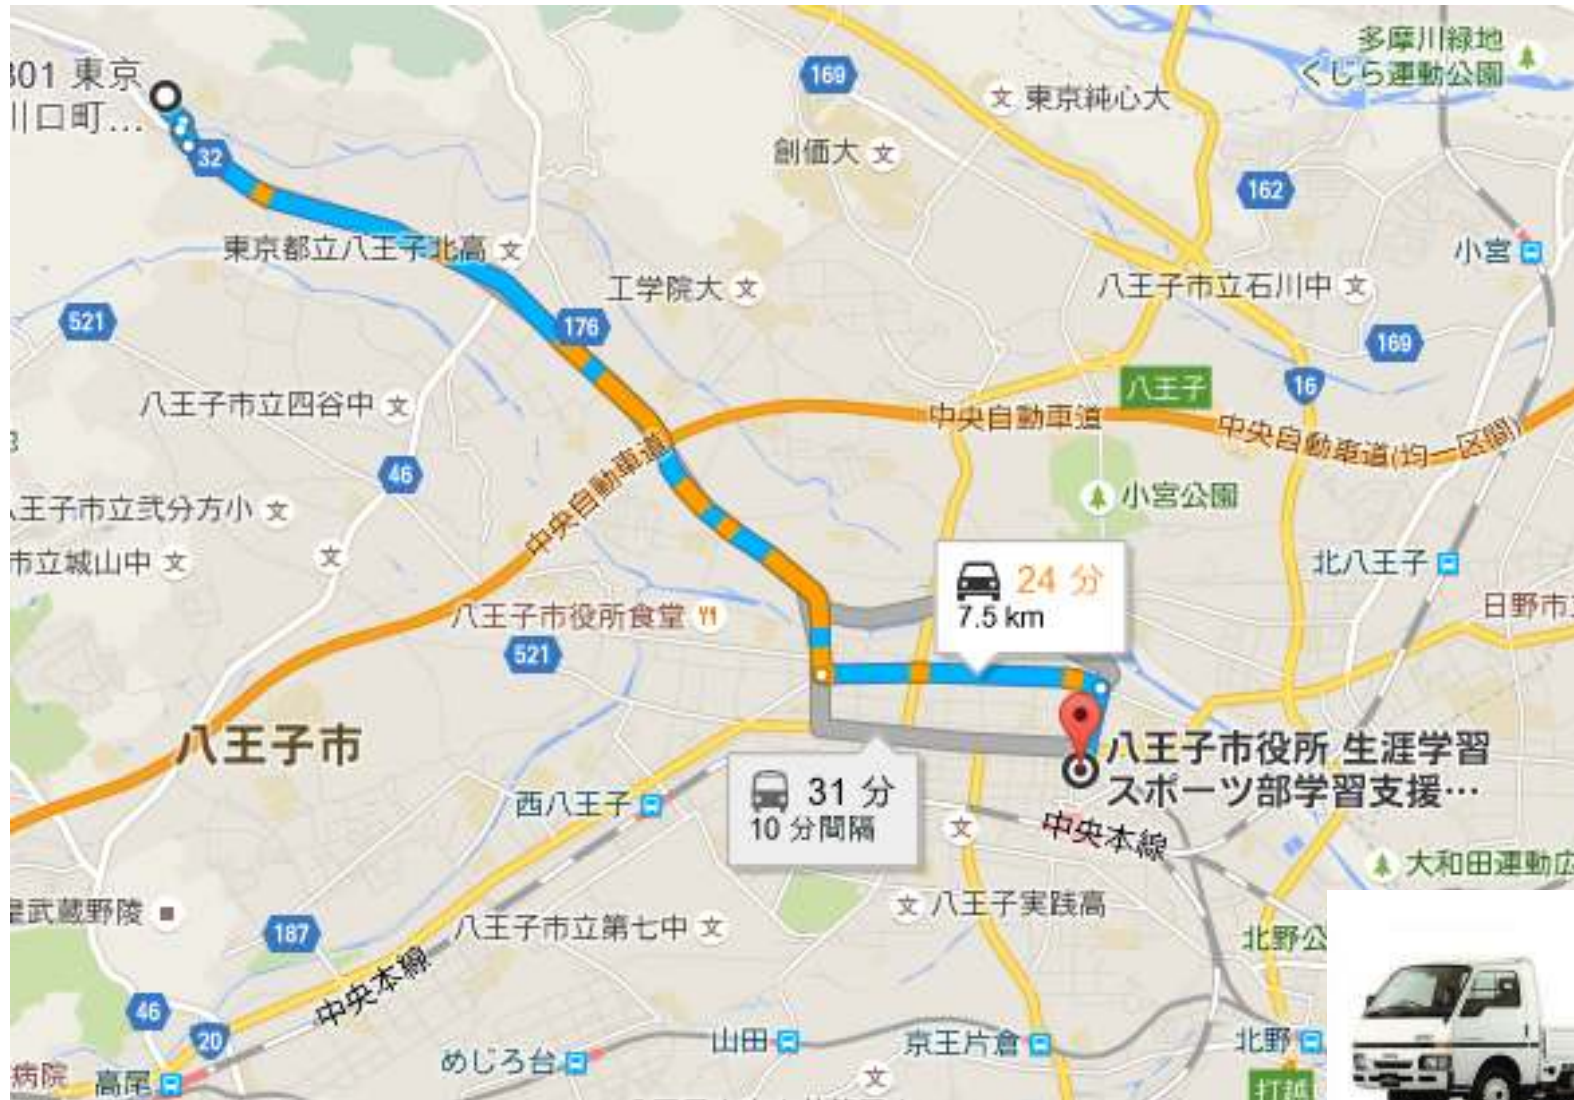 801 東京
川口町...
32
169
東京純心大
多摩川緑地
くじら運動公園
創価大
162
東京都立八王子北高
工学院大
小宮
八王子市立石川中
521
176
169
八王子
16
八王子市立四谷中
中央自動車道
中央自動車道(均一区間)
中央自動車道
46
小宮公園
王子市立弐分方小
市立城山中
北八王子
24 分
7.5 km
八王子市役所食堂
日野市
521
八王子市
八王子市役所 生涯学習
スポーツ部学習支援...
西八王子
31 分
10 分間隔
中央本線
大和田運動広
武蔵野陵
八王子実践高
187
八王子市立第七中
北野公
中央本線
46
20
山田
京王片倉
北野
めじろ台
病院
高尾
打越